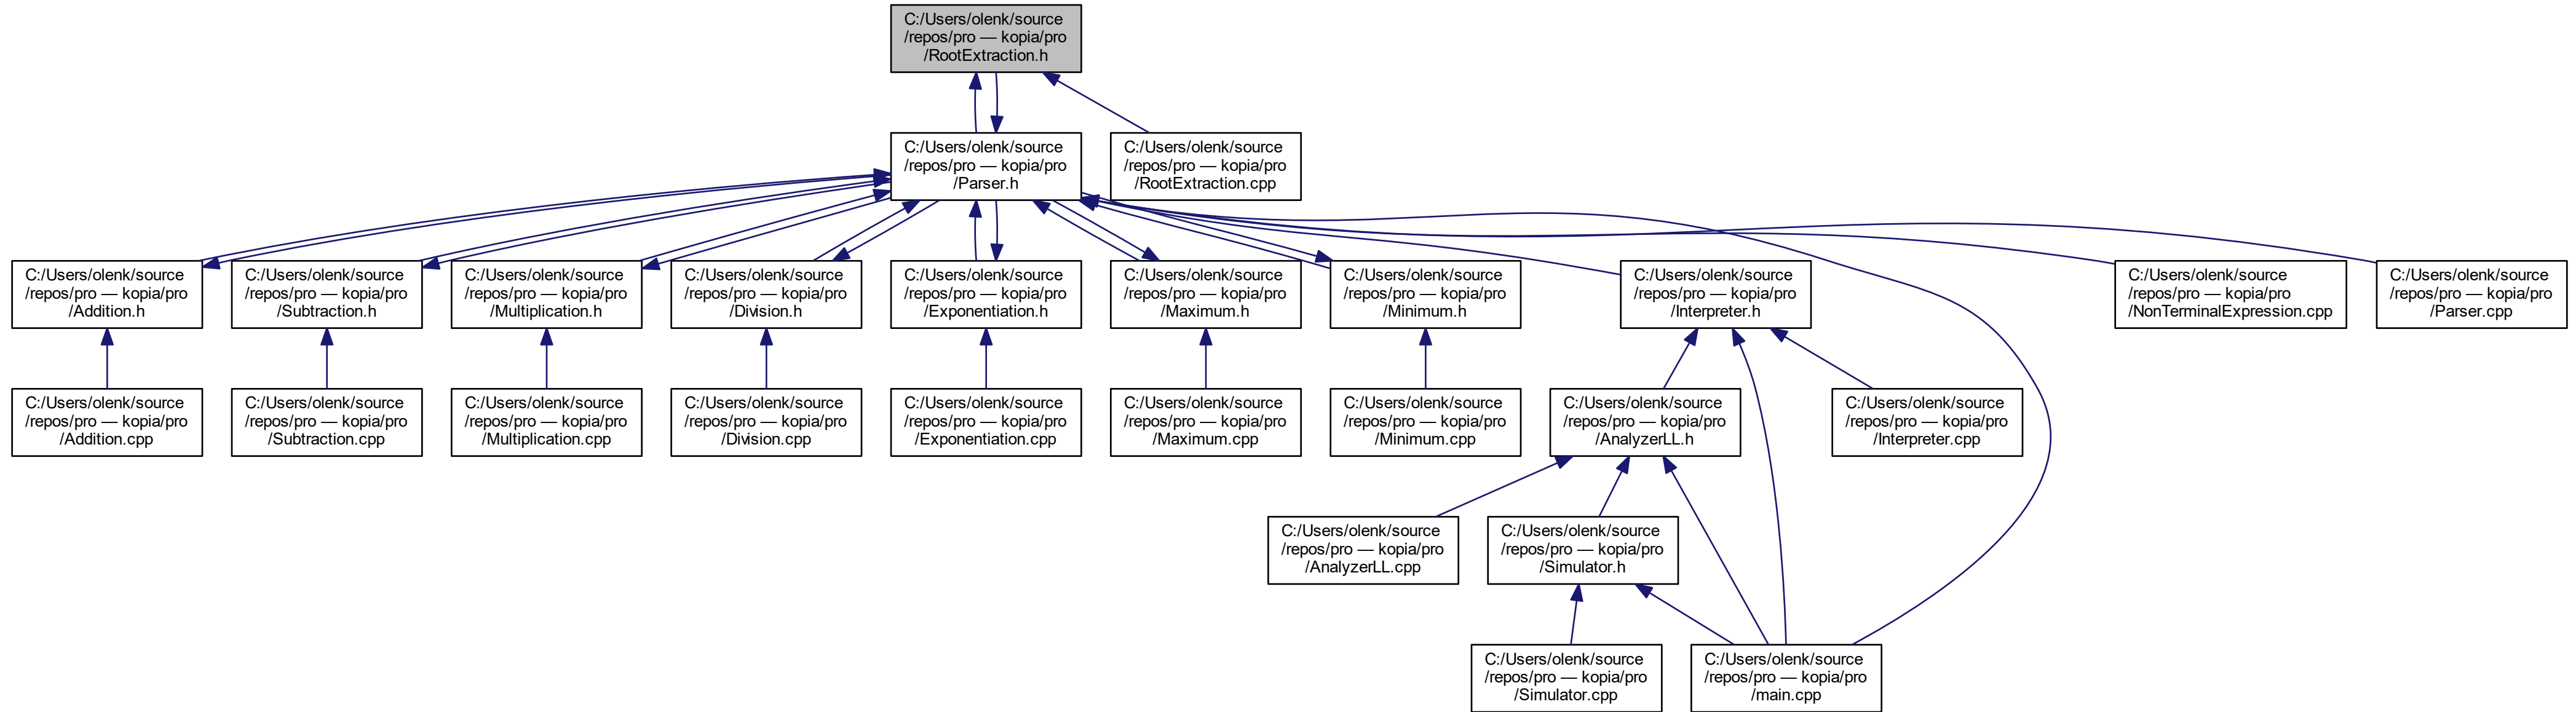 C:/Users/olenk/source
/repos/pro — kopia/pro
/RootExtraction.h
C:/Users/olenk/source
/repos/pro — kopia/pro
/Parser.h
C:/Users/olenk/source
/repos/pro — kopia/pro
/RootExtraction.cpp
C:/Users/olenk/source
/repos/pro — kopia/pro
/Addition.h
C:/Users/olenk/source
/repos/pro — kopia/pro
/Subtraction.h
C:/Users/olenk/source
/repos/pro — kopia/pro
/Multiplication.h
C:/Users/olenk/source
/repos/pro — kopia/pro
/Division.h
C:/Users/olenk/source
/repos/pro — kopia/pro
/Exponentiation.h
C:/Users/olenk/source
/repos/pro — kopia/pro
/Maximum.h
C:/Users/olenk/source
/repos/pro — kopia/pro
/Minimum.h
C:/Users/olenk/source
/repos/pro — kopia/pro
/Interpreter.h
C:/Users/olenk/source
/repos/pro — kopia/pro
/NonTerminalExpression.cpp
C:/Users/olenk/source
/repos/pro — kopia/pro
/Parser.cpp
C:/Users/olenk/source
/repos/pro — kopia/pro
/Addition.cpp
C:/Users/olenk/source
/repos/pro — kopia/pro
/Subtraction.cpp
C:/Users/olenk/source
/repos/pro — kopia/pro
/Multiplication.cpp
C:/Users/olenk/source
/repos/pro — kopia/pro
/Division.cpp
C:/Users/olenk/source
/repos/pro — kopia/pro
/Exponentiation.cpp
C:/Users/olenk/source
/repos/pro — kopia/pro
/Maximum.cpp
C:/Users/olenk/source
/repos/pro — kopia/pro
/Minimum.cpp
C:/Users/olenk/source
/repos/pro — kopia/pro
/AnalyzerLL.h
C:/Users/olenk/source
/repos/pro — kopia/pro
/Interpreter.cpp
C:/Users/olenk/source
/repos/pro — kopia/pro
/AnalyzerLL.cpp
C:/Users/olenk/source
/repos/pro — kopia/pro
/Simulator.h
C:/Users/olenk/source
/repos/pro — kopia/pro
/Simulator.cpp
C:/Users/olenk/source
/repos/pro — kopia/pro
/main.cpp